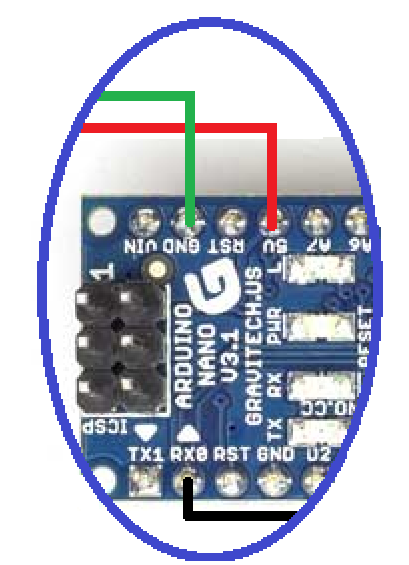 VIN GND RST 5V A7 A6
L
1
PWR
RESET
ARDUINO
NANO
V3.1
GRAVITECH.US
RX
TX
ICSP
TX1 RX0 RST GND